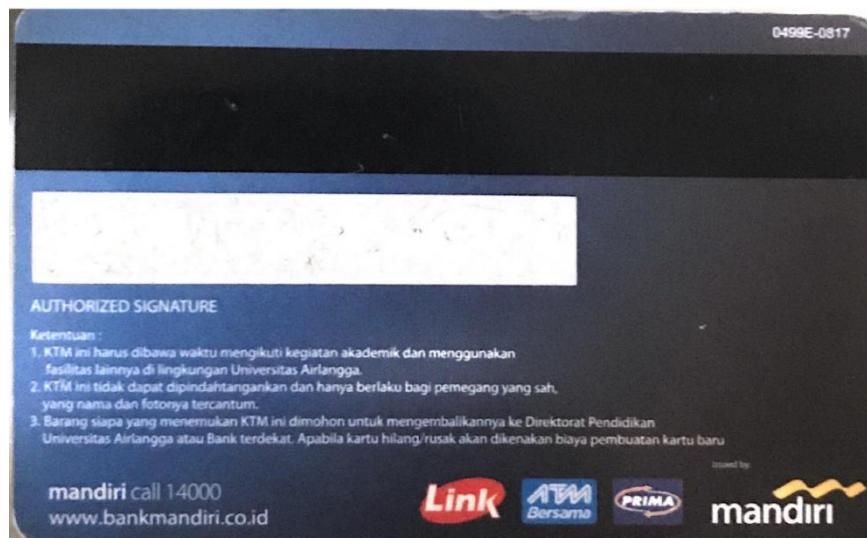 0499E-0817
AUTHORIZED SIGNATURE
Ketentuan :
1. KTM ini harus dibawa waktu mengikuti kegiatan akademik dan menggunakan
fasilitas lainnya di lingkungan Universitas Airlangga.
2. KTM ini tidak dapat dipindahtangankan dan hanya berlaku bagi pemegang yang sah,
yang nama dan fotonya tercantum.
3. Barang siapa yang menemukan KTM ini dimohon untuk mengembalikannya ke Direktorat Pendidikan
Universitas Airlangga atau Bank terdekat. Apabila kartu hilang/rusak akan dikenakan biaya pembuatan kartu baru
issued by:
mandiri call 14000
www.bankmandiri.co.id
Link
ATM
Bersama
PRIMA
mandiri